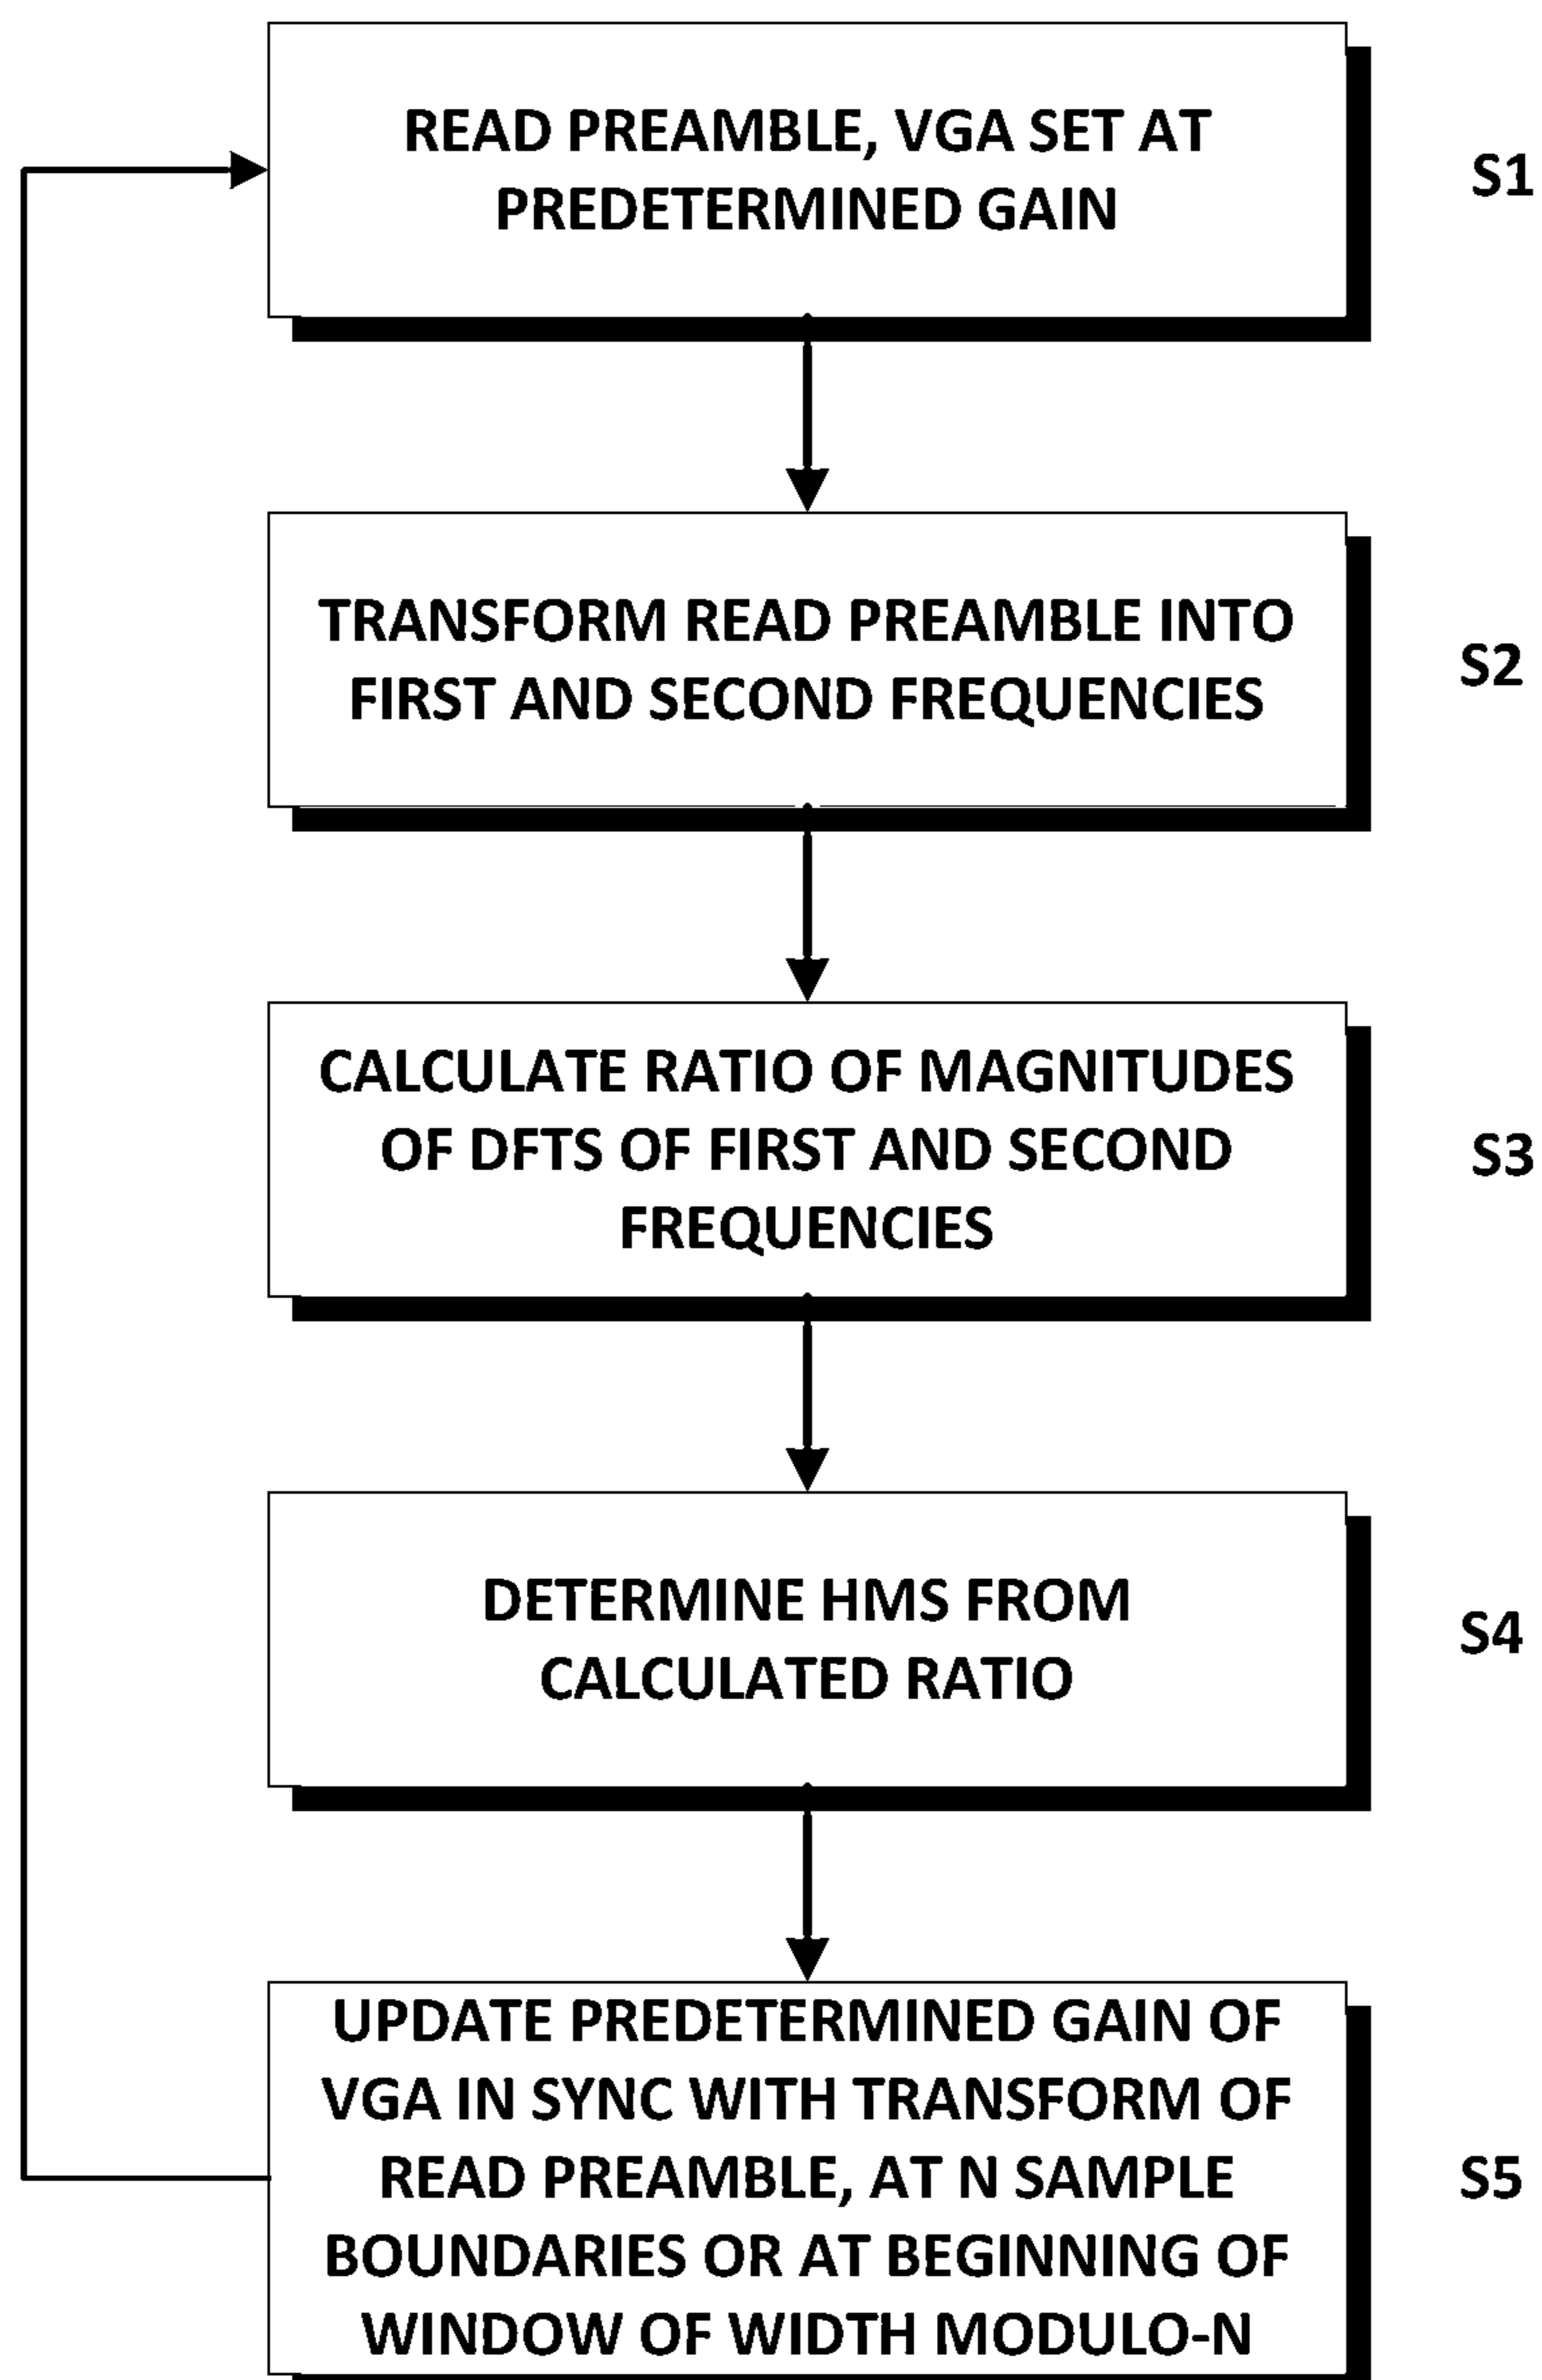 READ PREAMBLE, VGA SET AT
PREDETERMINED GAIN
S1
TRANSFORM READ PREAMBLE INTO
FIRST AND SECOND FREQUENCIES
S2
CALCULATE RATIO OF MAGNITUDES
OF DFTS OF FIRST AND SECOND
FREQUENCIES
S3
DETERMINE HMS FROM
CALCULATED RATIO
S4
UPDATE PREDETERMINED GAIN OF
VGA IN SYNC WITH TRANSFORM OF
READ PREAMBLE, AT N SAMPLE
BOUNDARIES OR AT BEGINNING OF
WINDOW OF WIDTH MODULO-N
S5